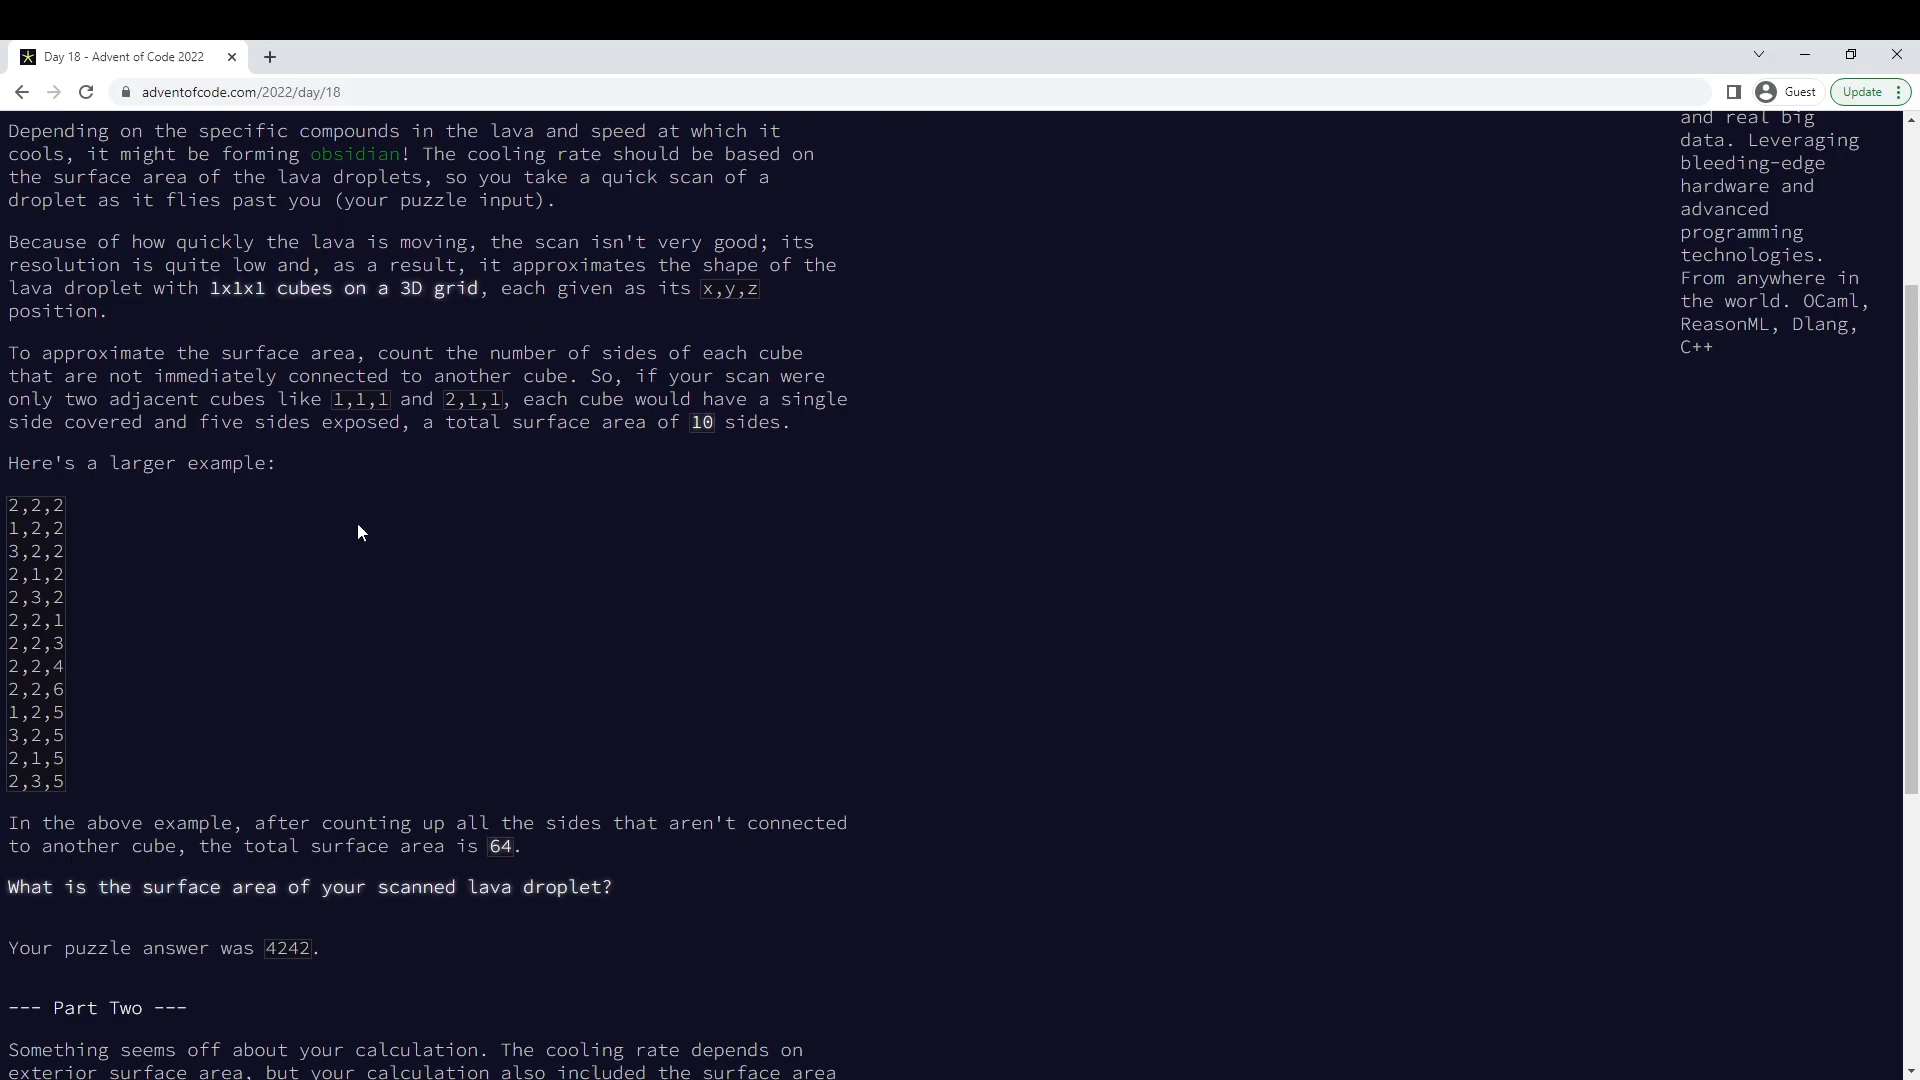 Day 18 - Advent of Code 2022
adventofcode.com/2022/day/18
Guest
Update
Depending on the specific compounds in the lava and speed at which it
cools, it might be forming obsidian! The cooling rate should be based on
the surface area of the lava droplets, so you take a quick scan of a
droplet as it flies past you (your puzzle input).
Because of how quickly the lava is moving, the scan isn't very good; its
resolution is quite low and, as a result, it approximates the shape of the
lava droplet with 1x1x1 cubes on a 3D grid, each given as its x,y,z
position.
To approximate the surface area, count the number of sides of each cube
that are not immediately connected to another cube. So, if your scan were
only two adjacent cubes like 1,1,1 and 2,1,1, each cube would have a single
side covered and five sides exposed, a total surface area of 10 sides.
Here's a larger example:
2,2,2
1,2,2
3,2,2
2,1,2
2,3,2
2,2,1
2,2,3
2,2,4
2,2,6
1,2,5
3,2,5
2,1,5
2,3,5
In the above example, after counting up all the sides that aren't connected
to another cube, the total surface area is 64.
What is the surface area of your scanned lava droplet?
Your puzzle answer was 4242.
--- Part Two ---
Something seems off about your calculation. The cooling rate depends on
exterior surface area, but your calculation also included the surface area
and real big
data. Leveraging
bleeding-edge
hardware and
advanced
programming
technologies.
From anywhere in
the world. OCaml,
ReasonML, Dlang,
C++